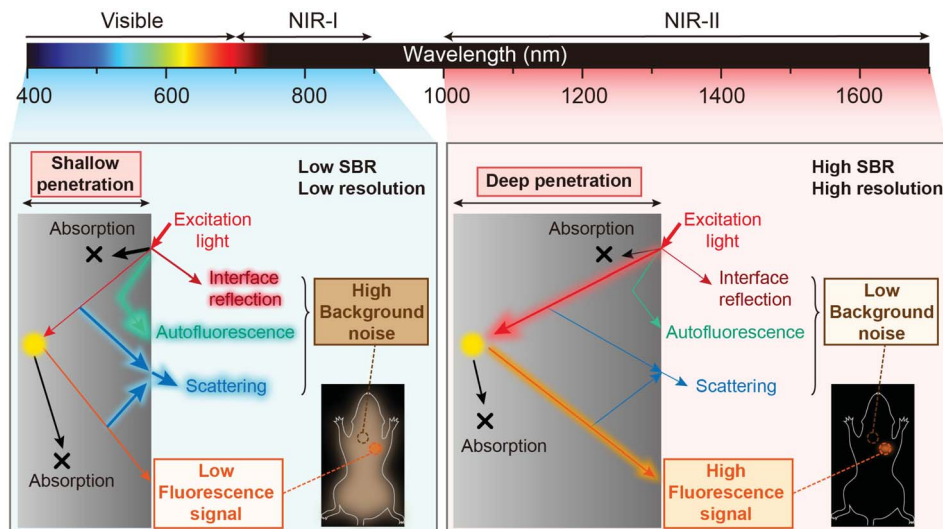 Visible
NIR-I
NIR-II
Wavelength (nm)
400
600
800
1000
1200
1400
1600
Shallow
penetration
Low SBR
Low resolution
Absorption
Excitation
light
Interface
reflection
Autofluorescence
Scattering
High
Background
noise
Absorption
Low
Fluorescence
signal
Deep penetration
High SBR
High resolution
Absorption
Excitation
light
Interface
reflection
Autofluorescence
Scattering
Low
Background
noise
Absorption
High
Fluorescence
signal